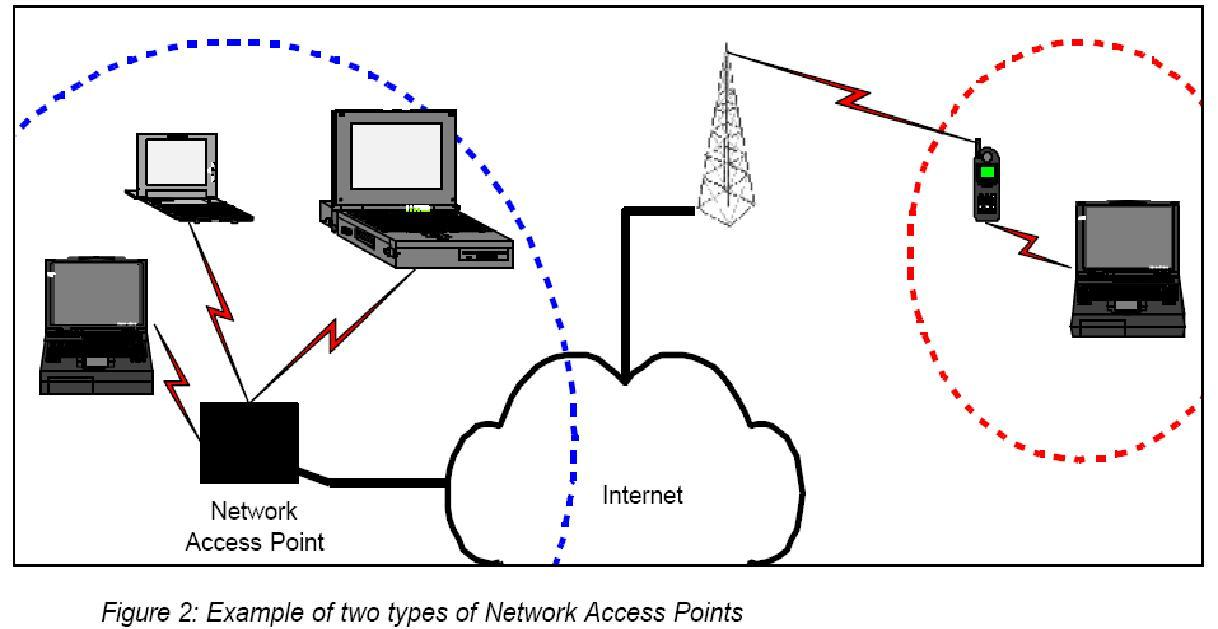 Network
Access Point
Internet
Figure 2: Example of two types of Network Access Points